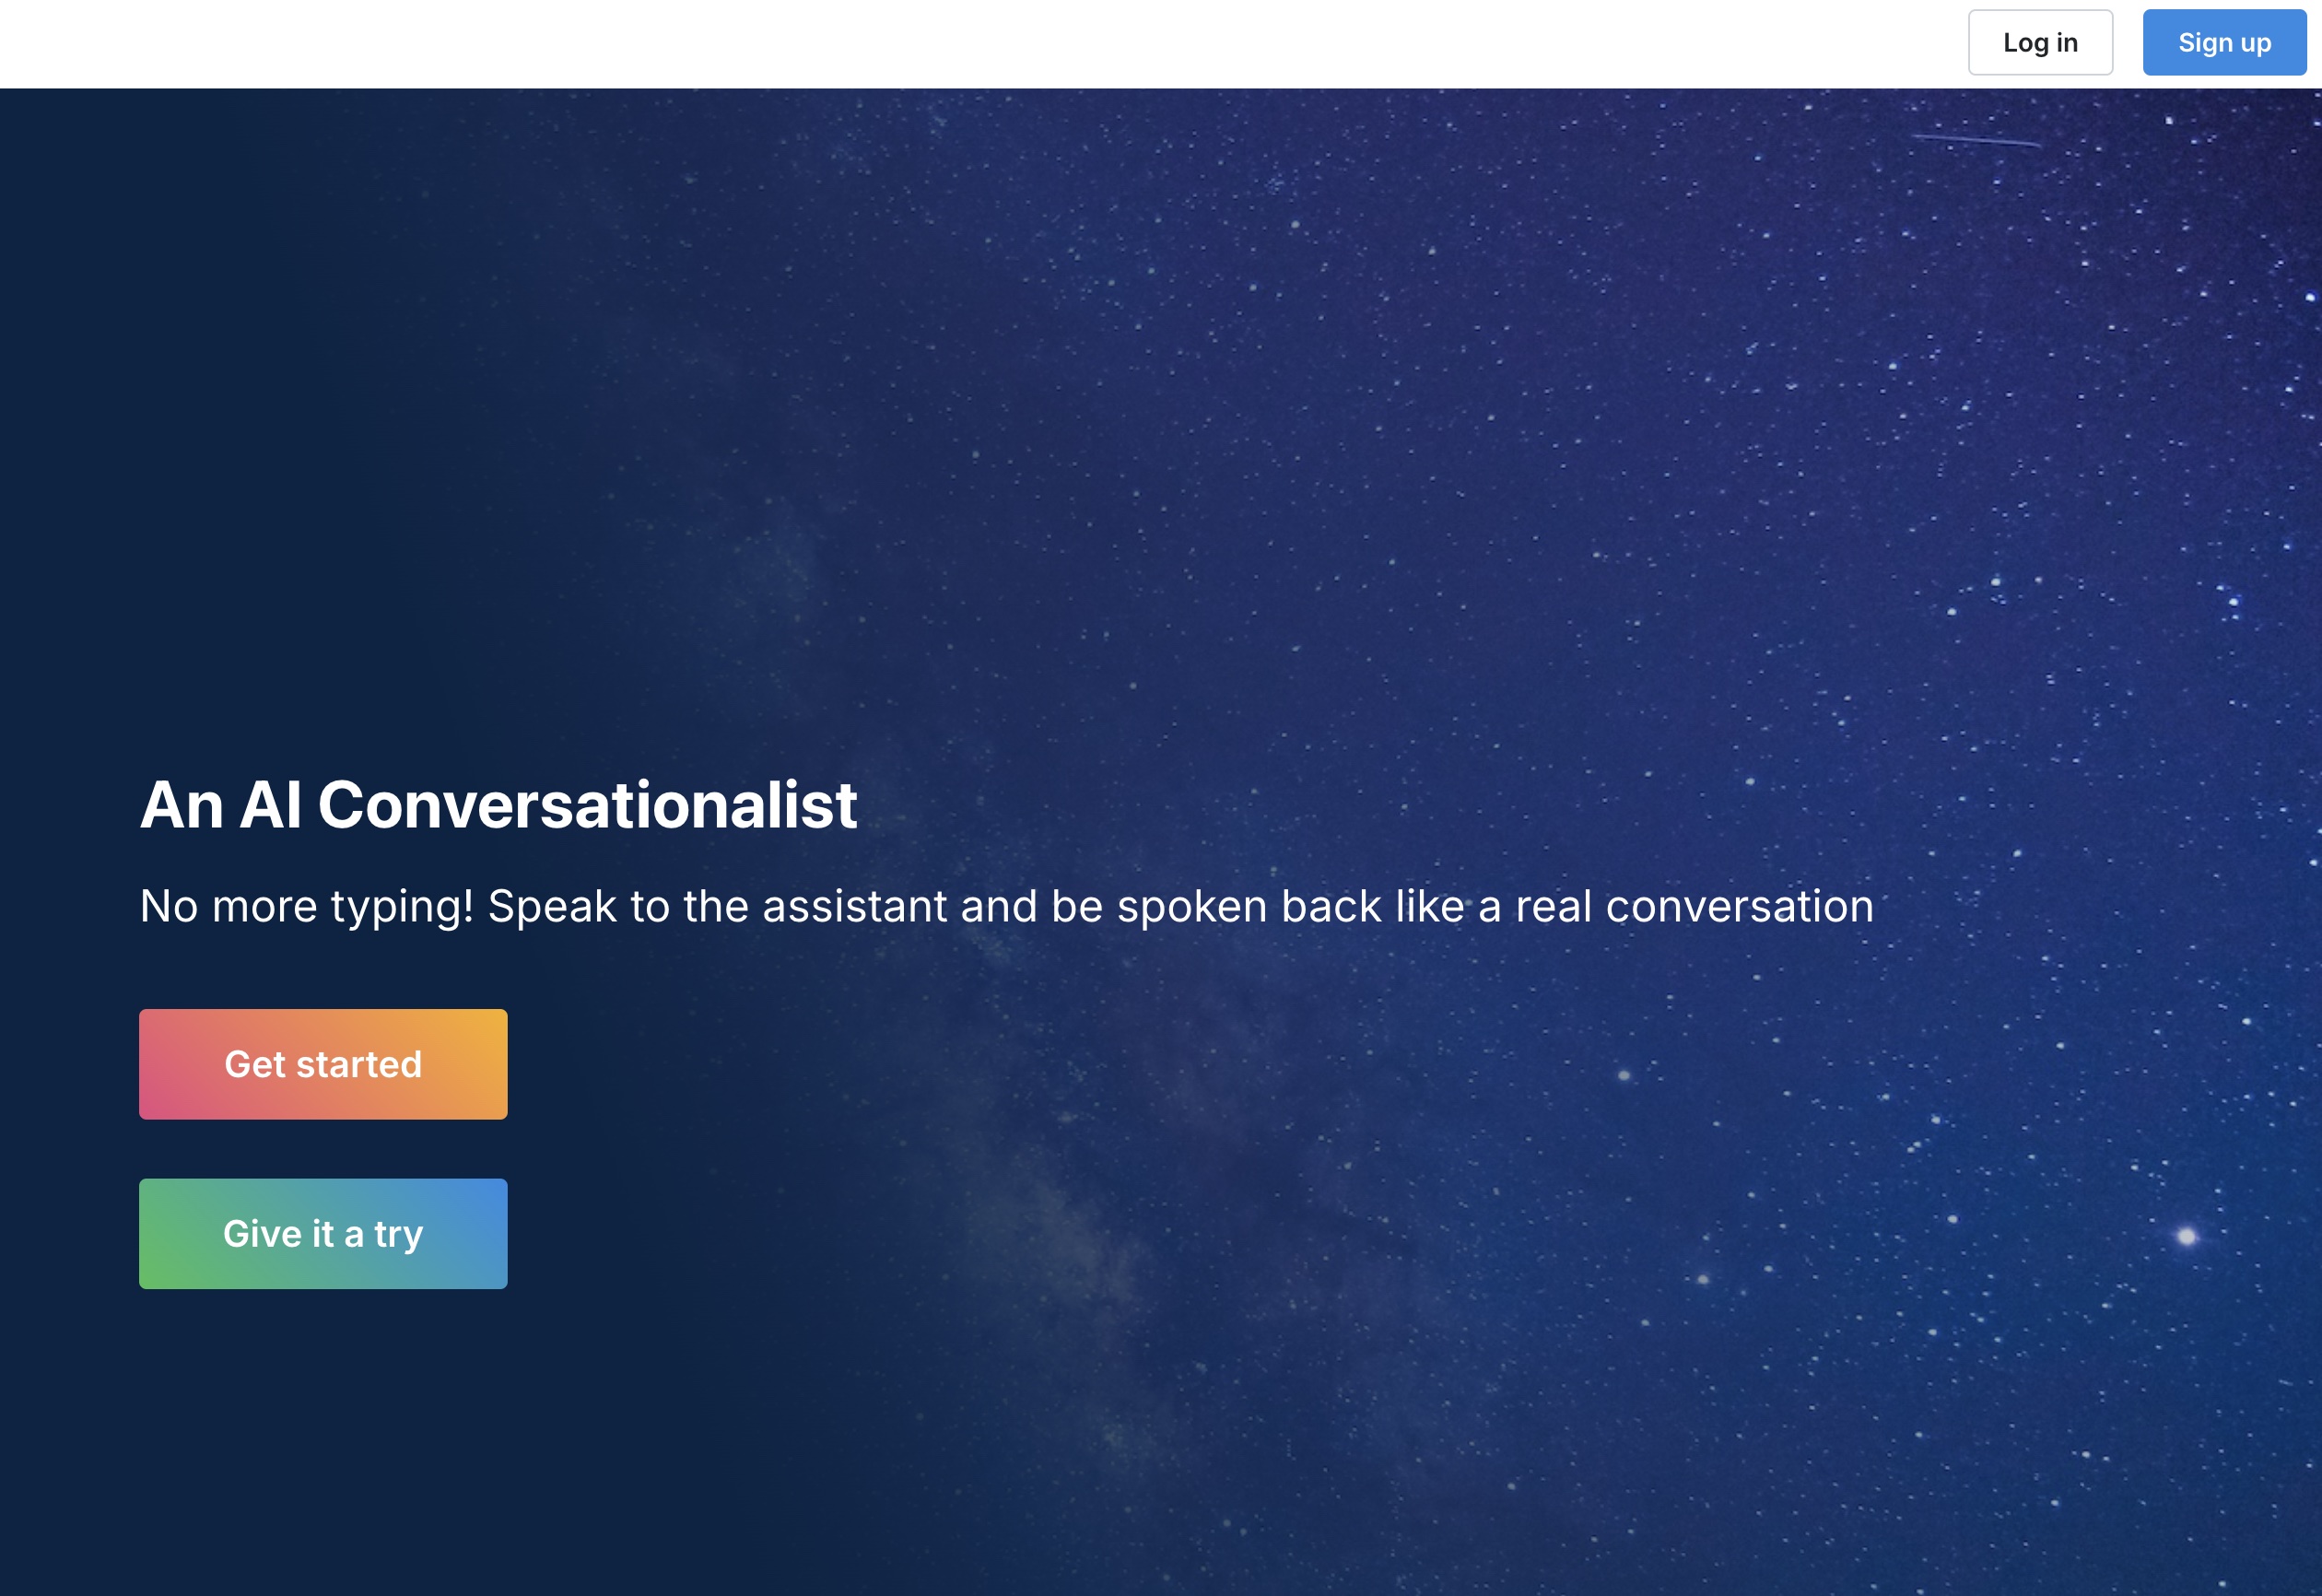 Log in
Sign up
An AI Conversationalist
No more typing! Speak to the assistant and be spoken back like a real conversation
Get started
Give it a try